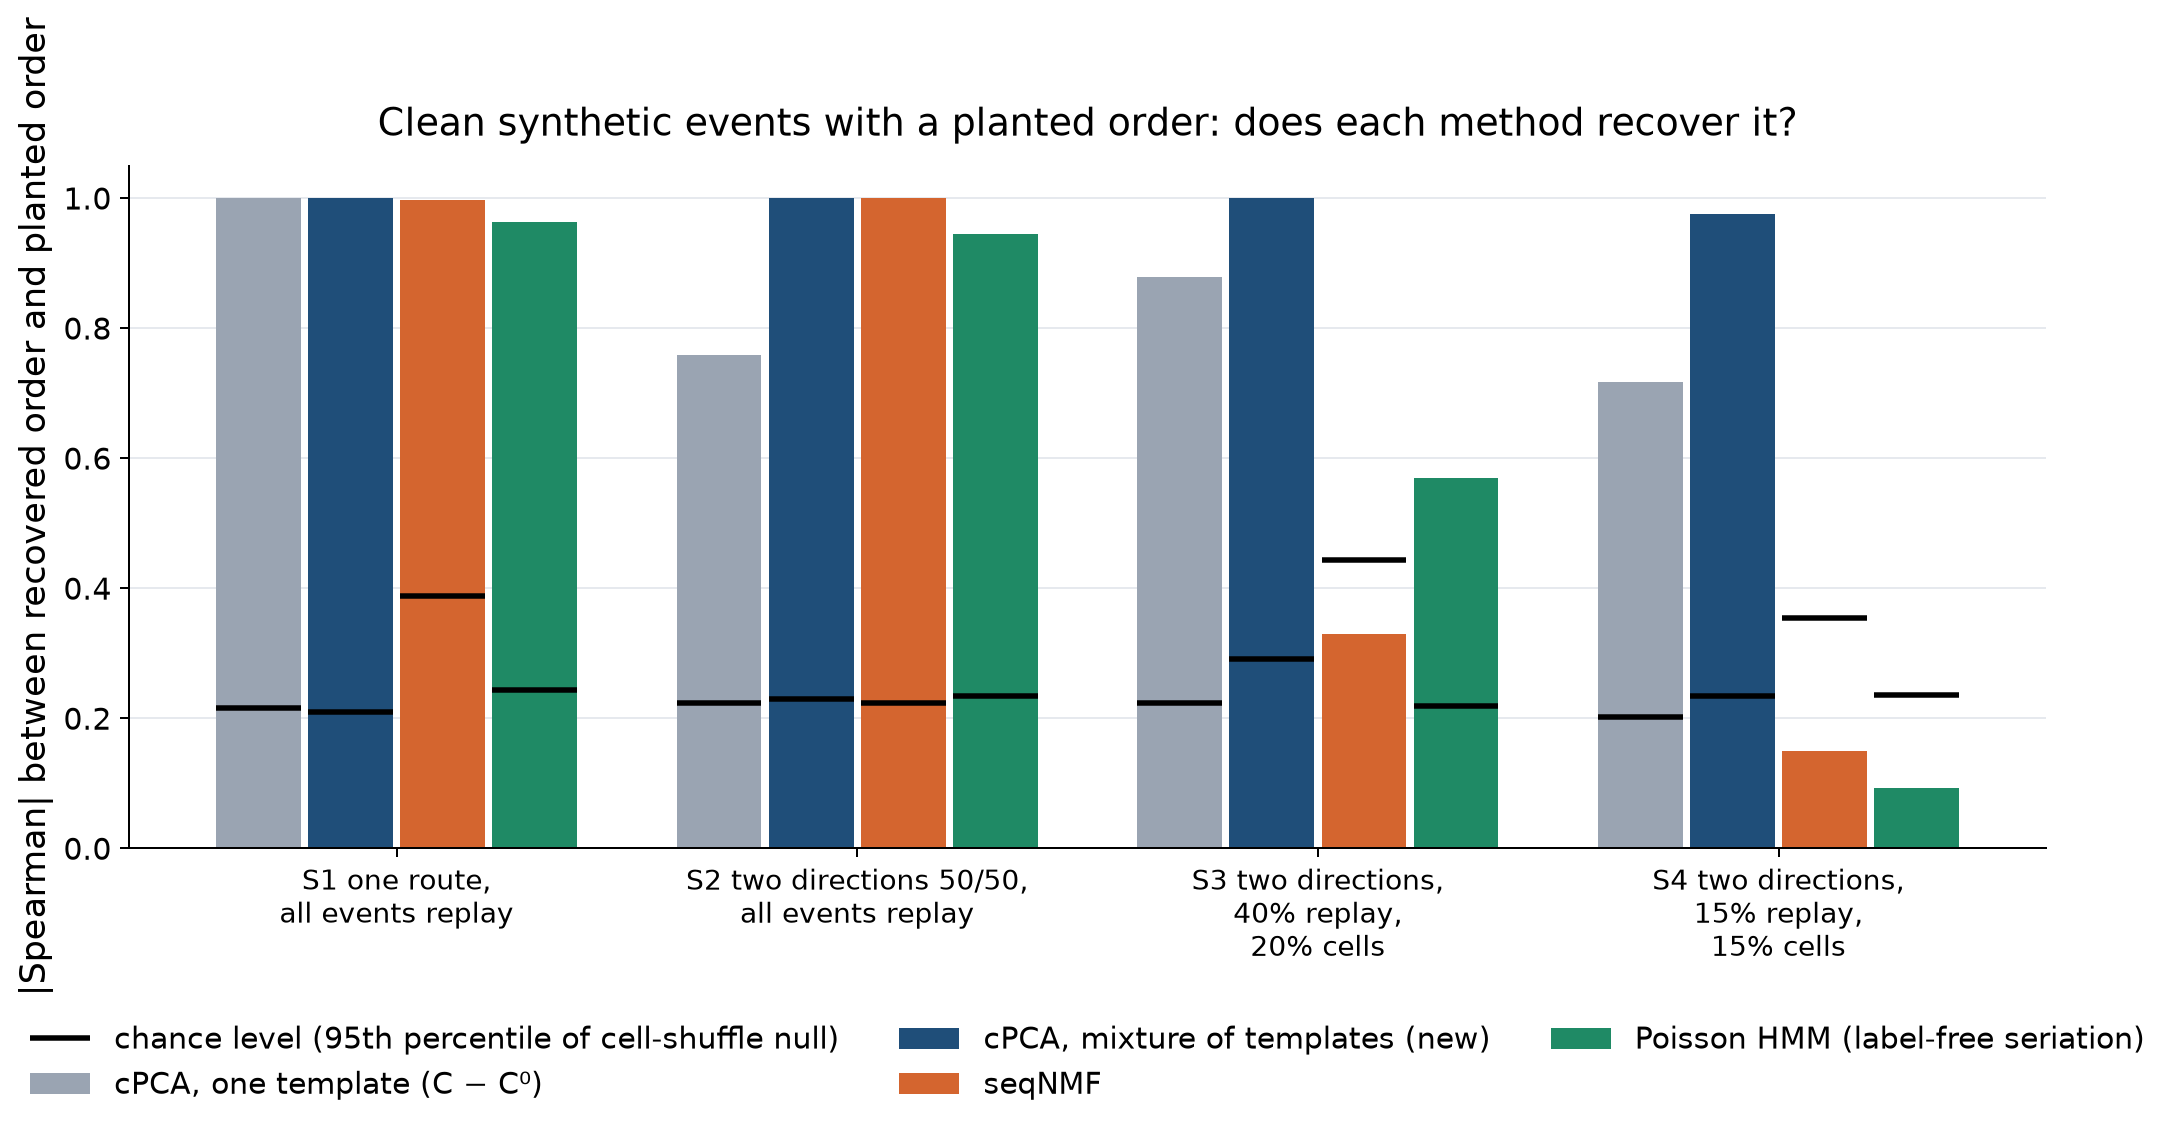 Clean synthetic events with a planted order: does each method recover it?
|Spearman| between recovered order and planted order
1.0
0.8
0.6
0.4
0.2
0.0
S1 one route,
all events replay
S2 two directions 50/50,
all events replay
S3 two directions,
40% replay,
20% cells
S4 two directions,
15% replay,
15% cells
chance level (95th percentile of cell-shuffle null)
cPCA, one template (C − C⁰)
cPCA, mixture of templates (new)
seqNMF
Poisson HMM (label-free seriation)